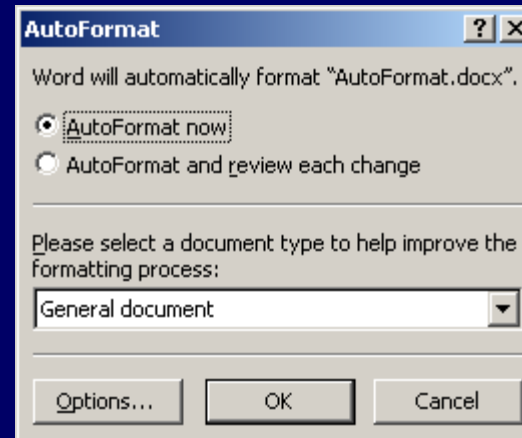 AutoFormat
Word will automatically format “AutoFormat.docx”.
AutoFormat now
AutoFormat and review each change
Please select a document type to help improve the
formatting process:
General document
Options... OK Cancel